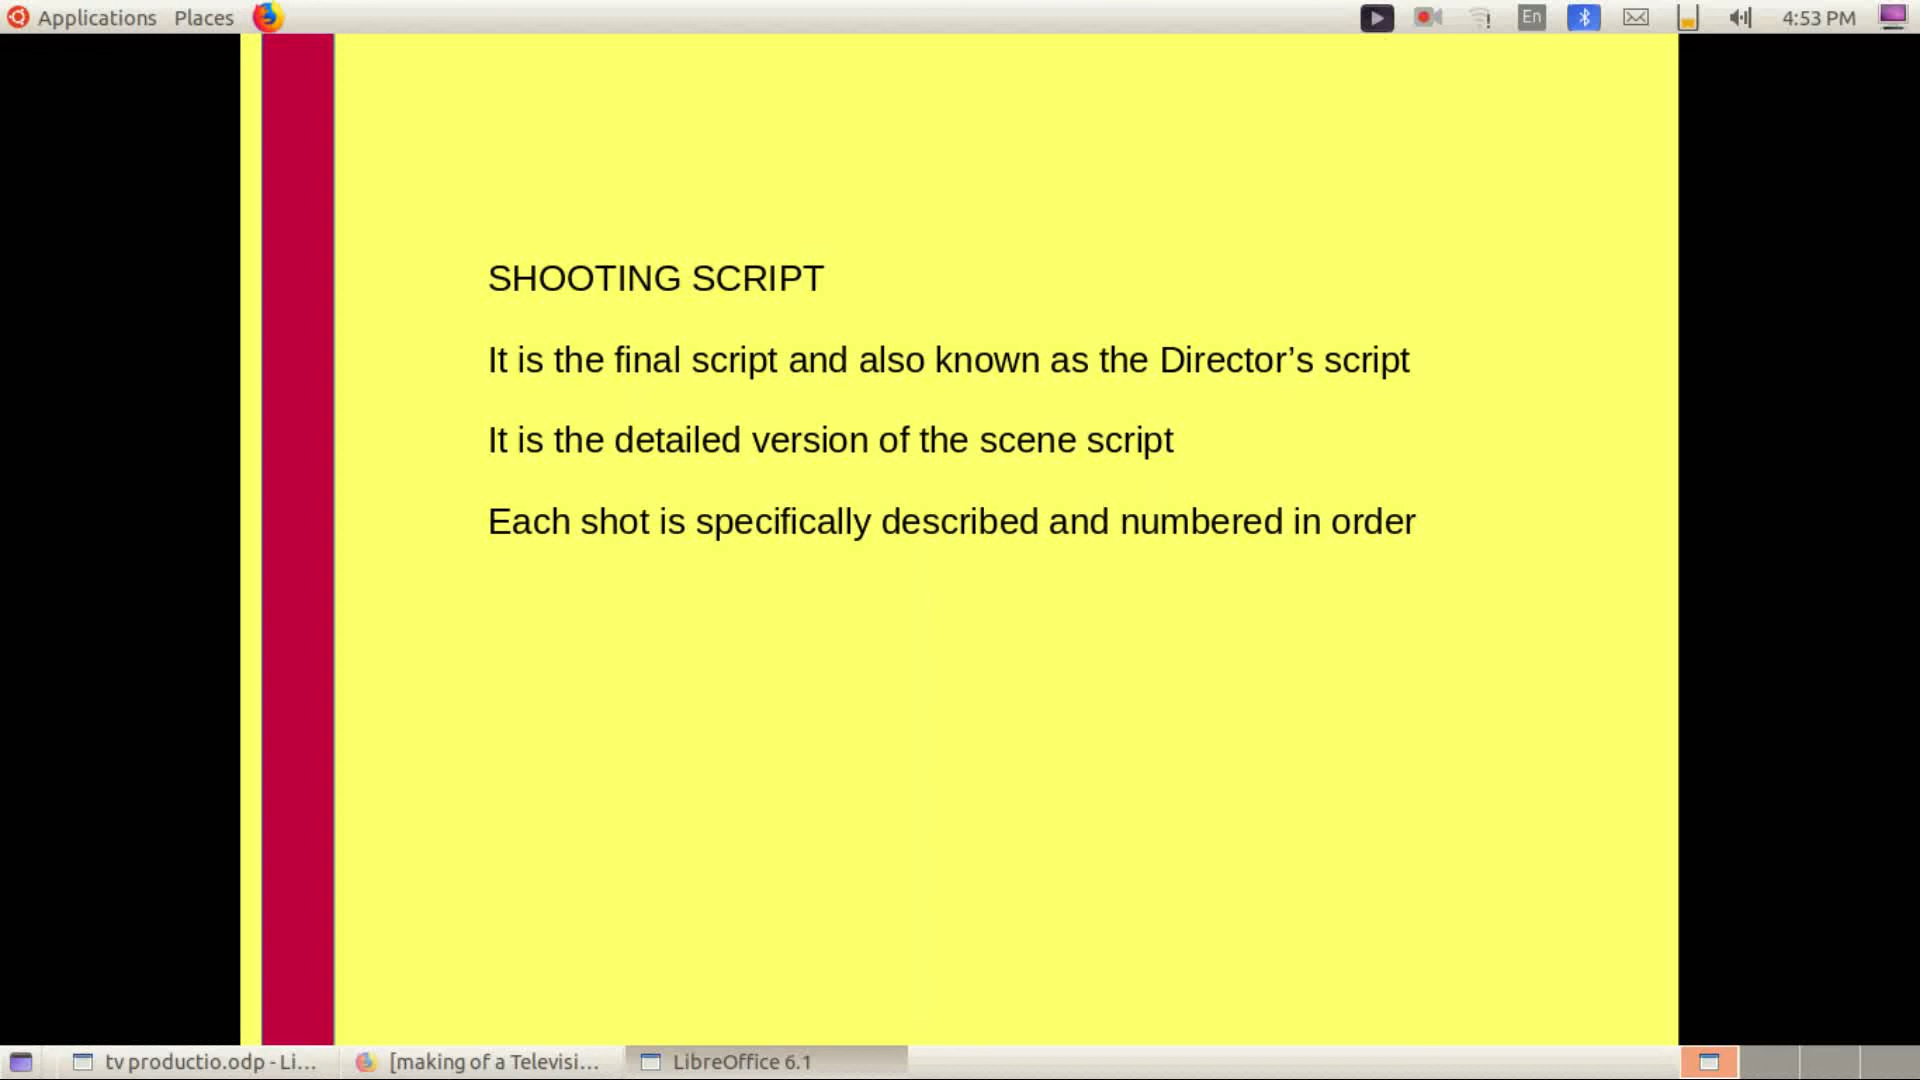 Applications Places En 4:53 PM
SHOOTING SCRIPT
It is the final script and also known as the Director’s script
It is the detailed version of the scene script
Each shot is specifically described and numbered in order
tv productio.odp - Li... [making of a Televisi... LibreOffice 6.1